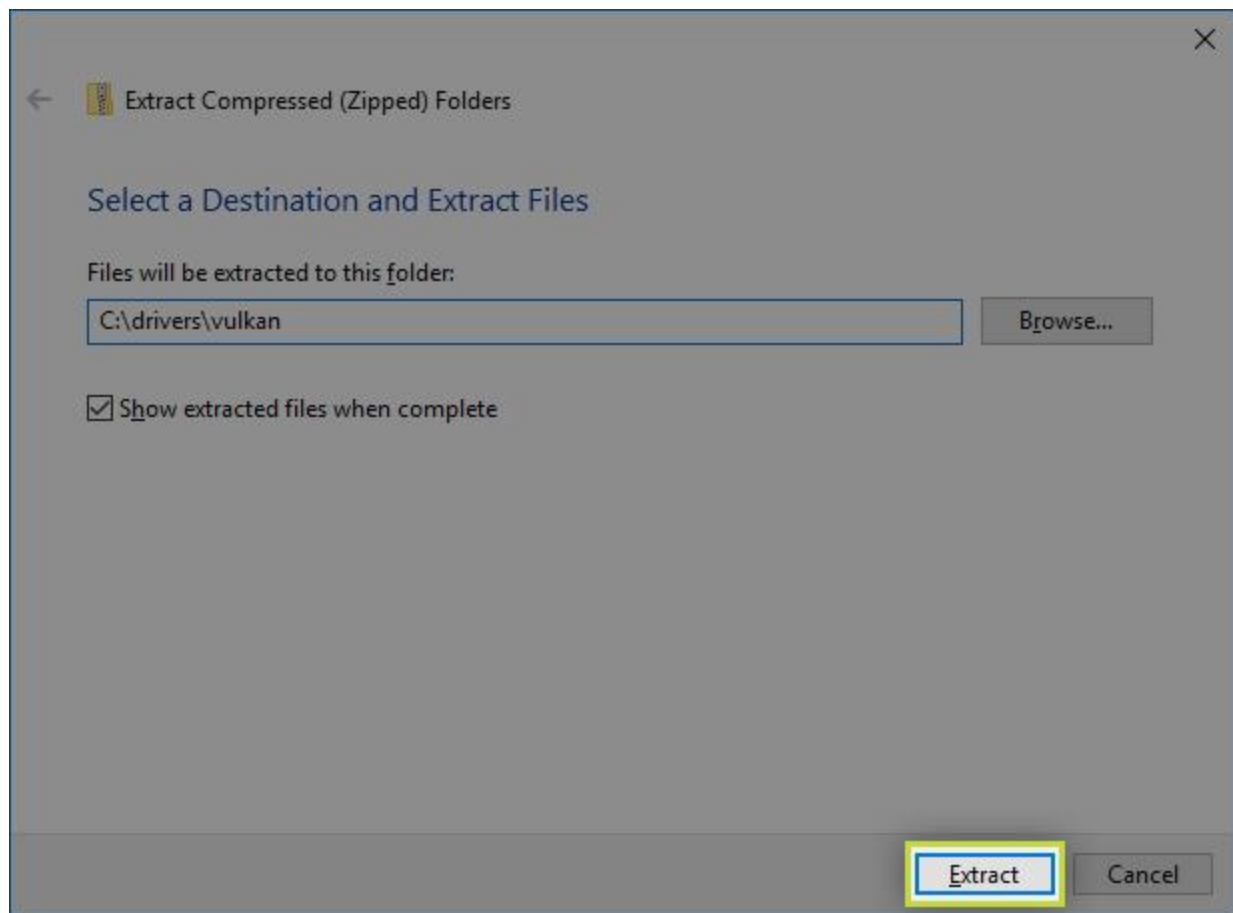 Extract Compressed (Zipped) Folders
Select a Destination and Extract Files
Files will be extracted to this folder:
C:\drivers\vulkan
Browse...
Show extracted files when complete
Extract
Cancel